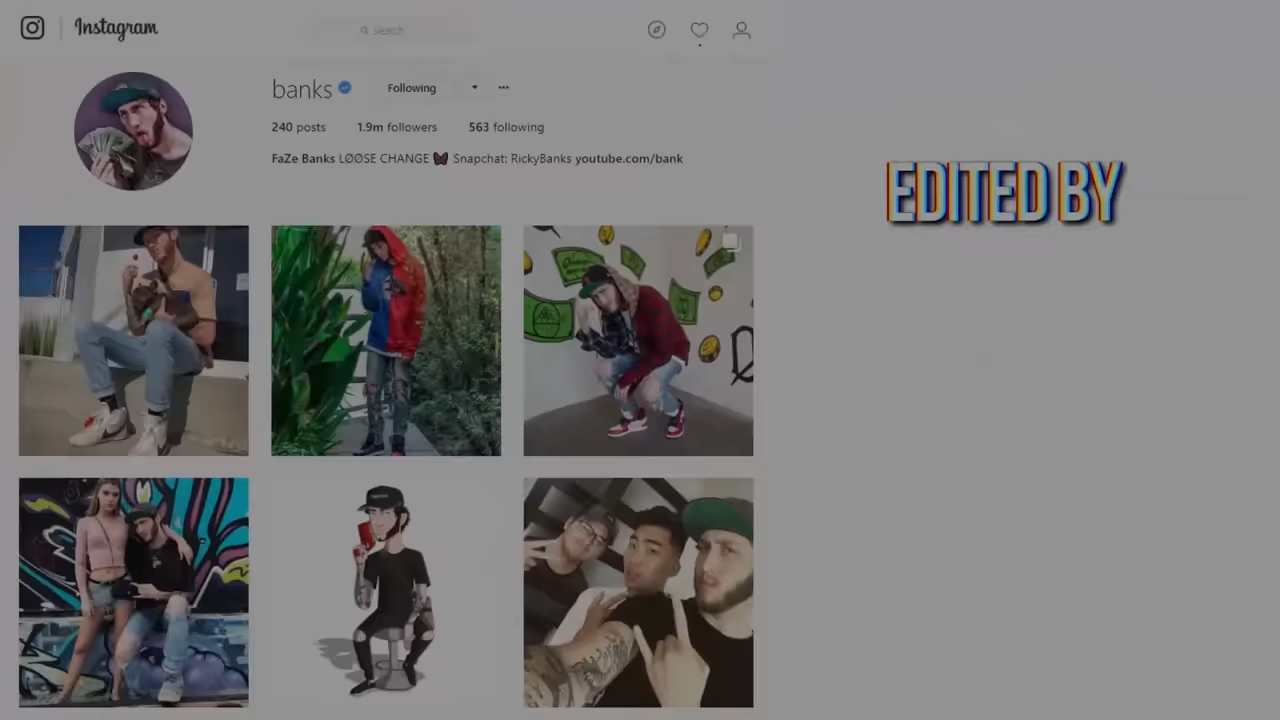 Instagram
Search
banks
Following
240 posts 1.9m followers 563 following
FaZe Banks LØØSE CHANGE 🦋 Snapchat: RickyBanks youtube.com/bank
EDITED BY